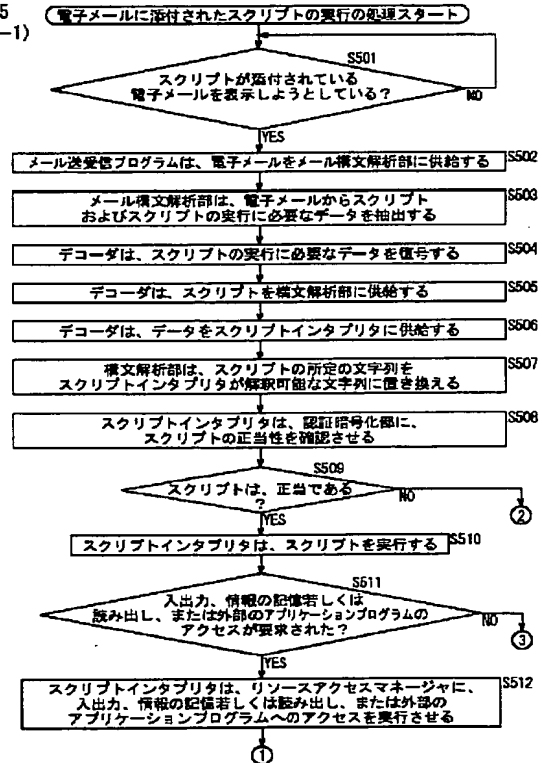 5
-1)
電子メールに添付されたスクリプトの実行の処理スタート
S501
スクリプトが添付されている
電子メールを表示しようとしている？
NO
YES
メール送受信プログラムは、電子メールをメール構文解析部に供給する
S502
メール構文解析部は、電子メールからスクリプト
およびスクリプトの実行に必要なデータを抽出する
S503
デコーダは、スクリプトの実行に必要なデータを復号する
S504
デコーダは、スクリプトを構文解析部に供給する
S505
デコーダは、データをスクリプトインタプリタに供給する
S506
構文解析部は、スクリプトの所定の文字列を
スクリプトインタプリタが解釈可能な文字列に置き換える
S507
スクリプトインタプリタは、認証暗号化部に、
スクリプトの正当性を確認させる
S508
S509
スクリプトは、正当である
？
NO
②
YES
スクリプトインタプリタは、スクリプトを実行する
S510
S511
入出力、情報の記憶若しくは
読み出し、または外部のアプリケーションプログラムの
アクセスが要求された？
NO
③
YES
スクリプトインタプリタは、リソースアクセスマネージャに、
入出力、情報の記憶若しくは読み出し、または外部の
アプリケーションプログラムへのアクセスを実行させる
S512
①